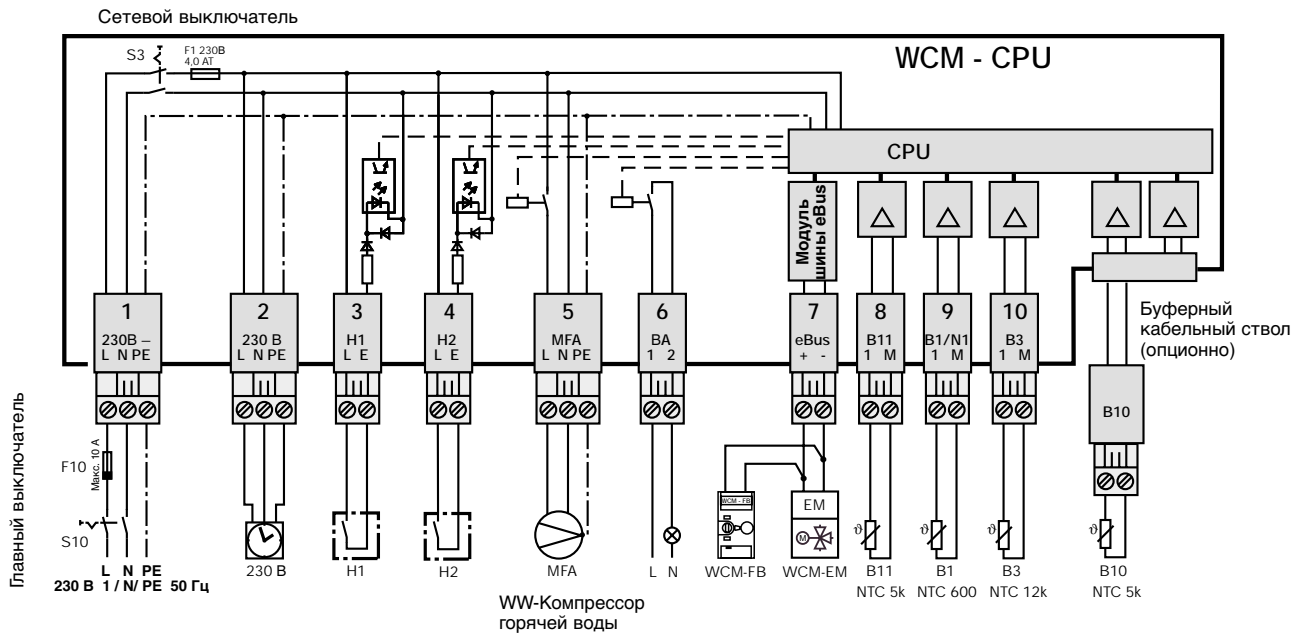 Сетевой выключатель
S3
F1 230В
4,0 АТ
WCM - CPU
CPU
Модуль
шины eBus
1
230В ~
L N PE
2
230 В
L N PE
3
H1
L E
4
H2
L E
5
MFA
L N PE
6
BA
1 2
7
eBus
+ -
8
B11
1 M
9
B1/N1
1 M
10
B3
1 M
Буферный
кабельный ствол
(опционно)
B10
Главный выключатель
F10
Макс. 10 А
S10
L N PE
230 В 1 / N/ PE 50 Гц
230 В
H1
H2
MFA
WW-Компрессор
горячей воды
L N
WCM - FB
WCM-FB
EM
M
WCM-EM
ϑ
B11
NTC 5k
ϑ
B1
NTC 600
ϑ
B3
NTC 12k
ϑ
B10
NTC 5k